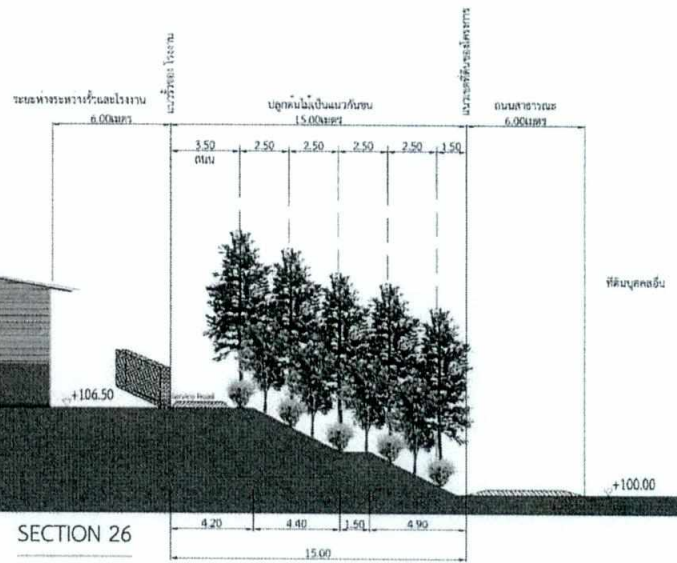 แนวรั้วของ โรงงาน
แนวเขตที่ดินของโครงการ
ระยะห่างระหว่างรั้วและโรงงาน
6.00เมตร
ปลูกต้นไม้เป็นแนวกันชน
15.00เมตร
ถนนสาธารณะ
6.00เมตร
3.50 2.50 2.50 2.50 2.50 1.50
ถนน
ที่ดินบุคคลอื่น
+106.50
Service Road
+100.00
SECTION 26
4.20 4.40 1.50 4.90
15.00